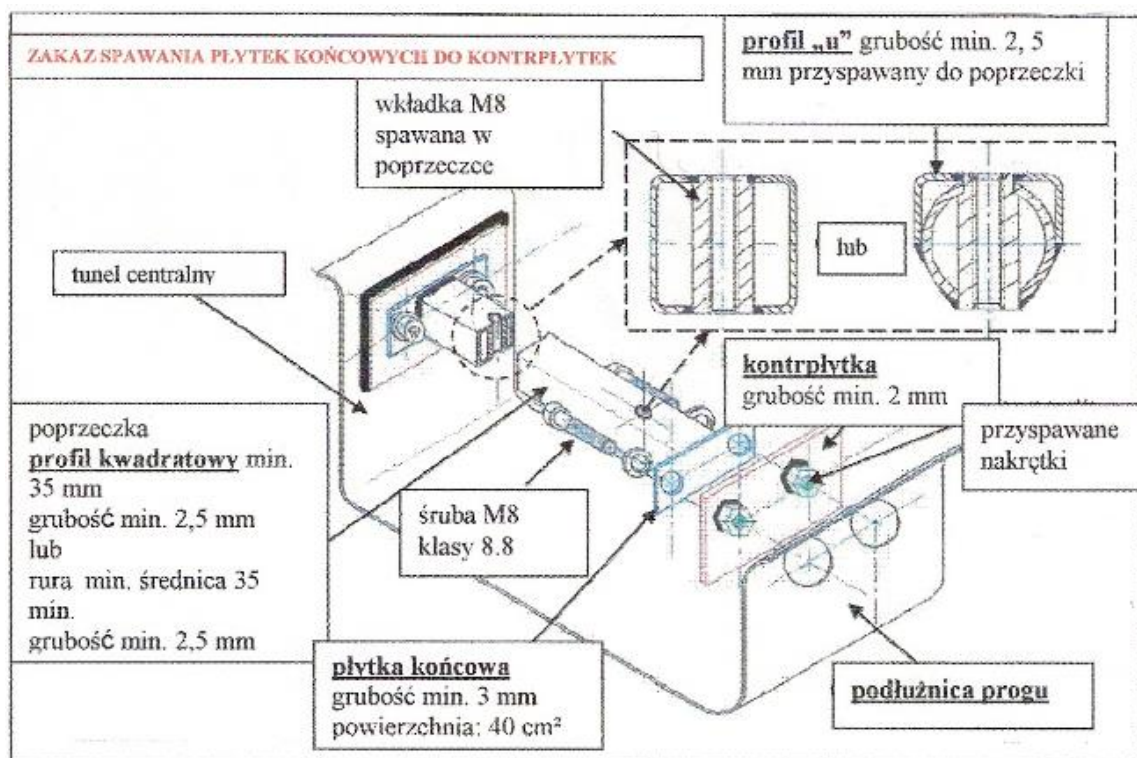 ZAKAZ SPAWANIA PŁYTEK KOŃCOWYCH DO KONTRPŁYTEK
profil „u” grubość min. 2, 5
mm przyspawany do poprzeczki
wkładka M8
spawana w
poprzeczce
tunel centralny
lub
kontrpłytka
grubość min. 2 mm
przyspawane
nakrętki
poprzeczka
profil kwadratowy min.
35 mm
grubość min. 2,5 mm
lub
rura min. średnica 35
min.
grubość min. 2,5 mm
śruba M8
klasy 8.8
płytka końcowa
grubość min. 3 mm
powierzchnia: 40 cm²
podłużnica progu